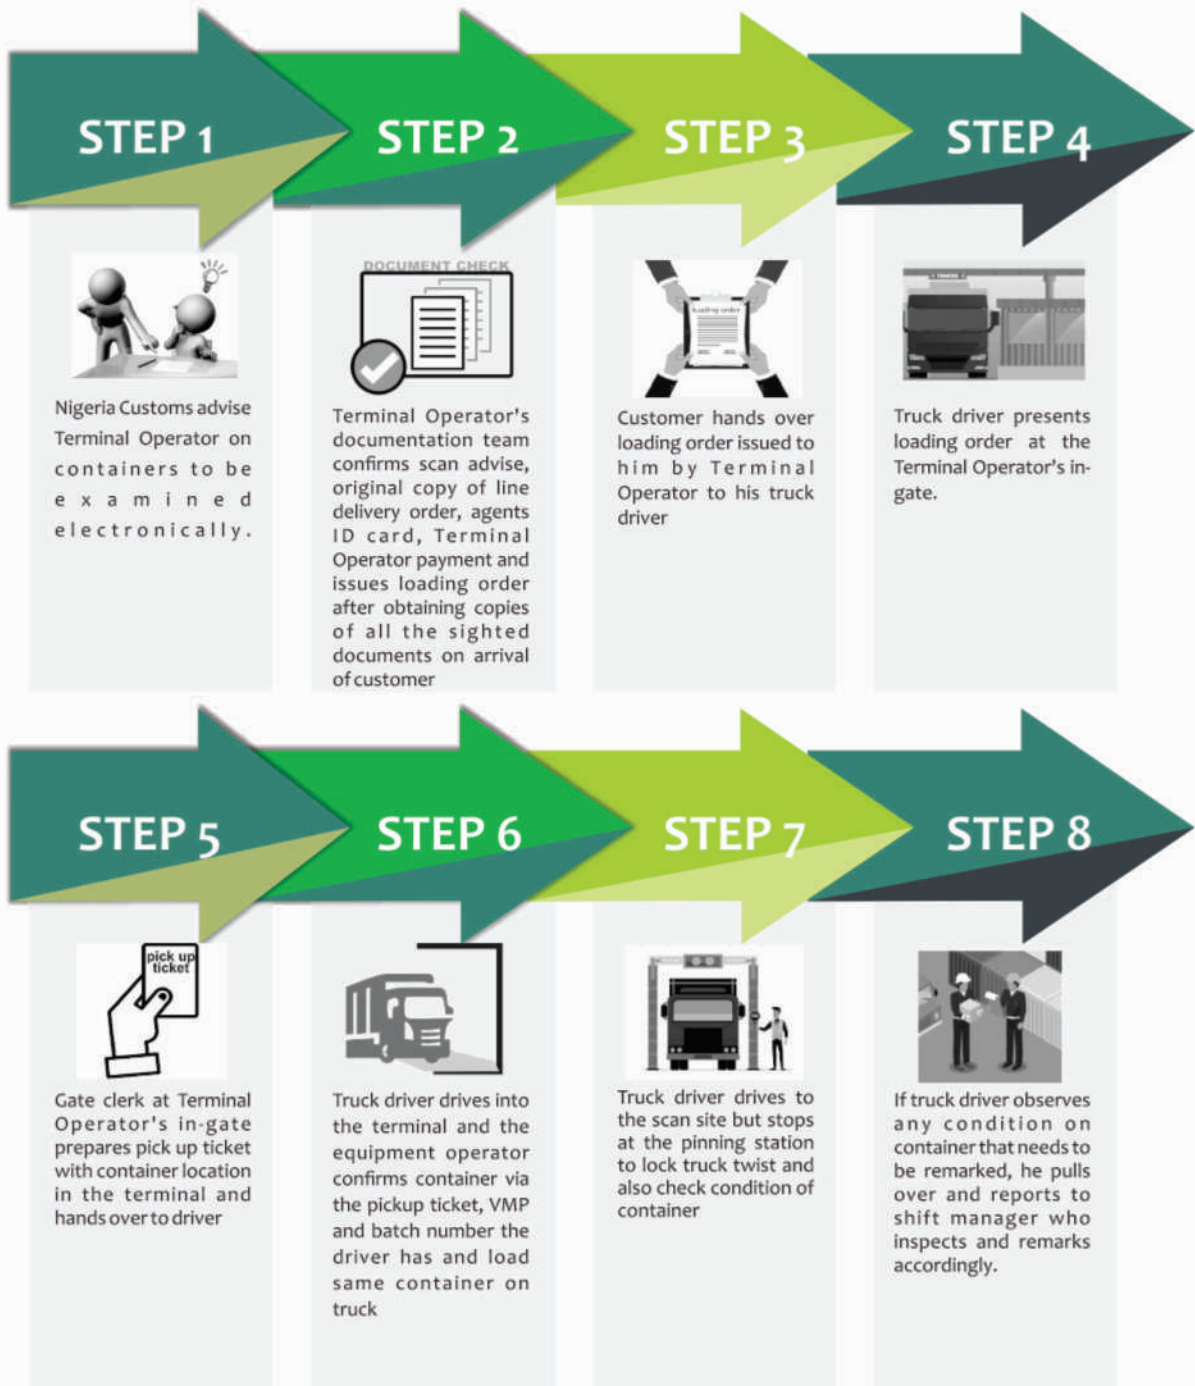 STEP 1
STEP 2
STEP 3
STEP 4
Nigeria Customs advise
Terminal Operator on
containers to be
examined
electronically.
DOCUMENT CHECK
Terminal Operator's
documentation team
confirms scan advise,
original copy of line
delivery order, agents
ID card, Terminal
Operator payment and
issues loading order
after obtaining copies
of all the sighted
documents on arrival
of customer
loading order
Customer hands over
loading order issued to
him by Terminal
Operator to his truck
driver
Truck driver presents
loading order at the
Terminal Operator's in-
gate.
STEP 5
STEP 6
STEP 7
STEP 8
pick up
ticket
Gate clerk at Terminal
Operator's in-gate
prepares pick up ticket
with container location
in the terminal and
hands over to driver
Truck driver drives into
the terminal and the
equipment operator
confirms container via
the pickup ticket, VMP
and batch number the
driver has and load
same container on
truck
Truck driver drives to
the scan site but stops
at the pinning station
to lock truck twist and
also check condition of
container
If truck driver observes
any condition on
container that needs to
be remarked, he pulls
over and reports to
shift manager who
inspects and remarks
accordingly.